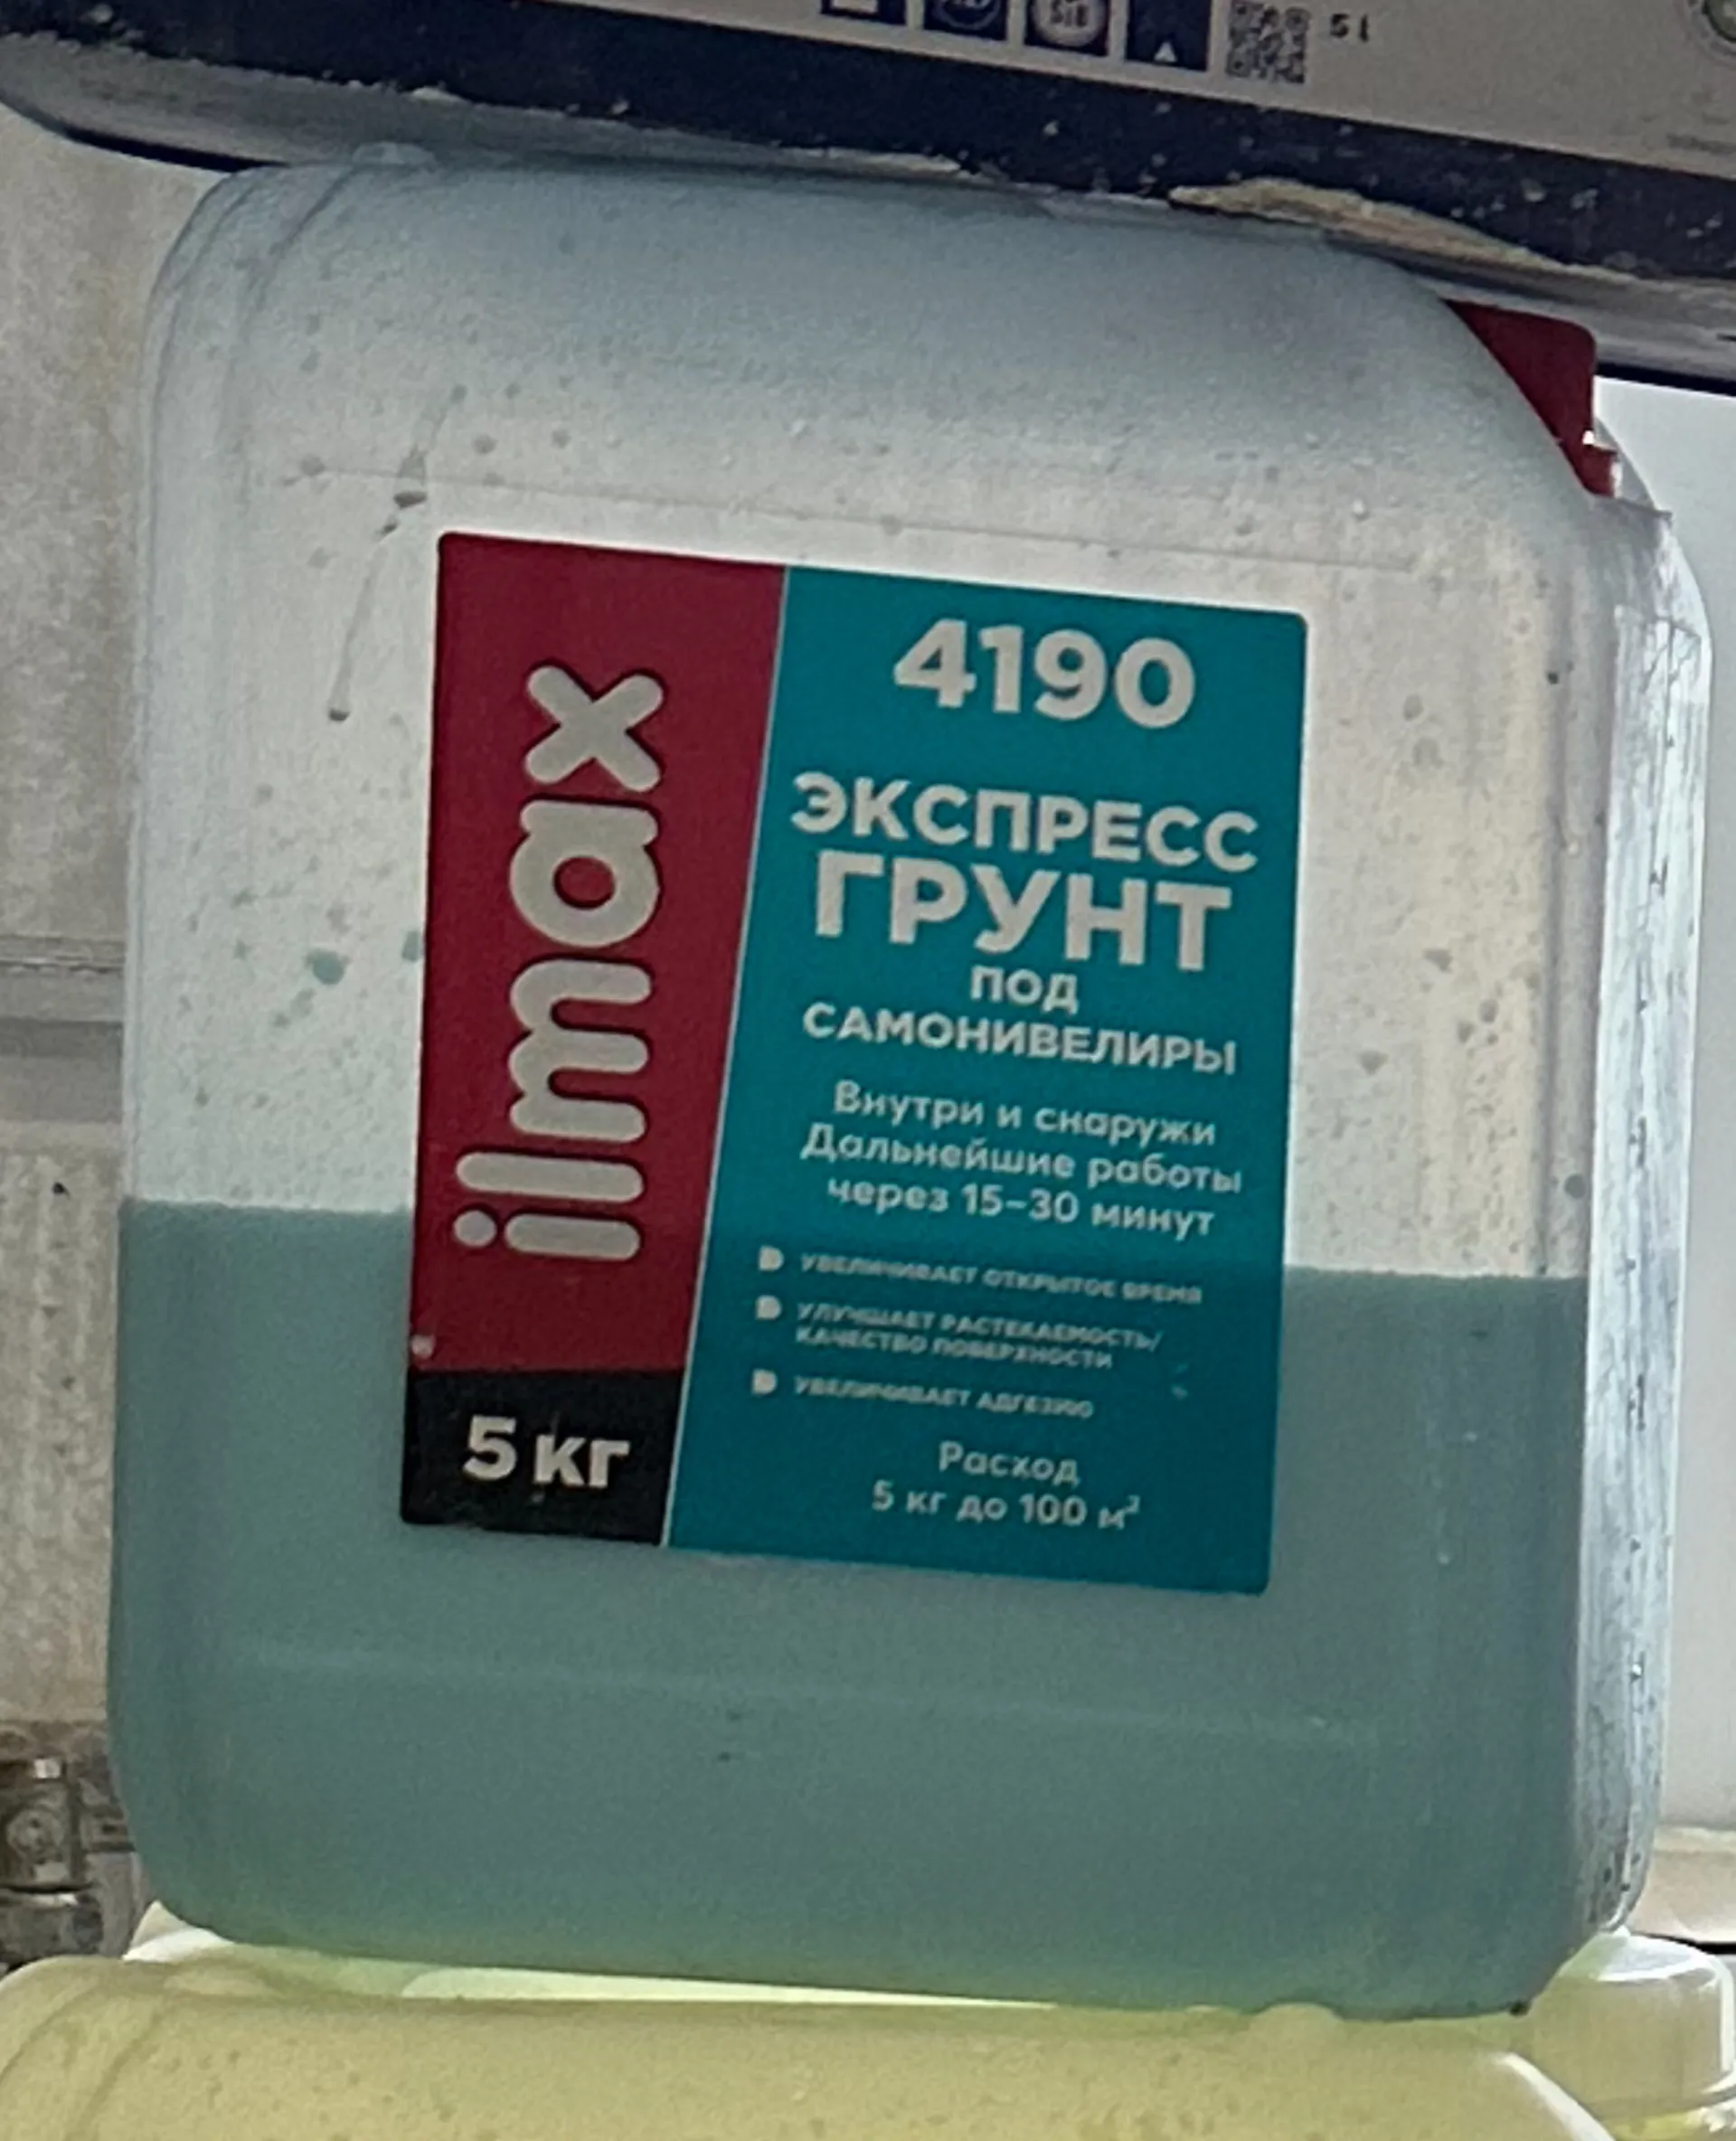 5 l
ilmax
4190
ЭКСПРЕСС
ГРУНТ
ПОД
САМОНИВЕЛИРЫ
Внутри и снаружи
Дальнейшие работы
через 15-30 минут
УВЕЛИЧИВАЕТ ОТКРЫТОЕ ВРЕМЯ
УЛУЧШАЕТ РАСТЕКАЕМОСТЬ/
КАЧЕСТВО ПОВЕРХНОСТИ
УВЕЛИЧИВАЕТ АДГЕЗИЮ
Расход
5 кг до 100 м²
5 кг